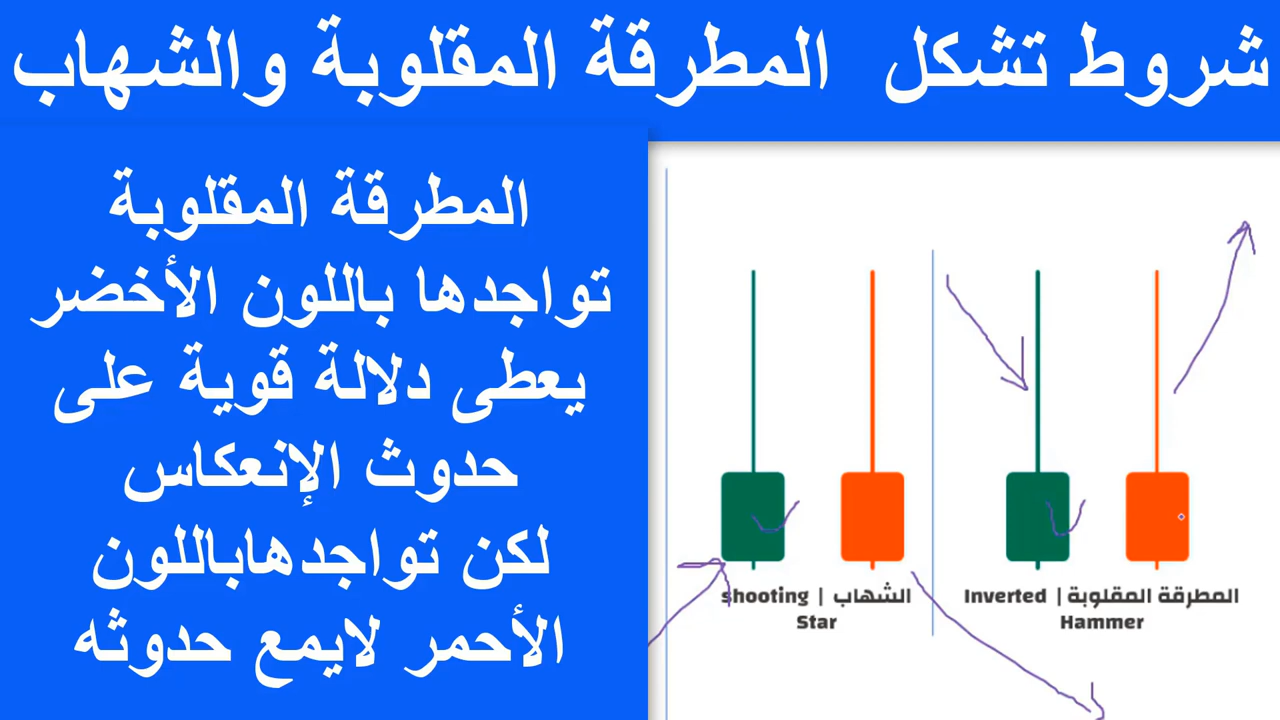 شروط تشكل المطرقة المقلوبة والشهاب
المطرقة المقلوبة
تواجدها باللون الأخضر
يعطى دلالة قوية على
حدوث الإنعكاس
لكن تواجدهاباللون
الأحمر لايمع حدوثه
shooting | الشهاب
Star
Inverted | المطرقة المقلوبة
Hammer